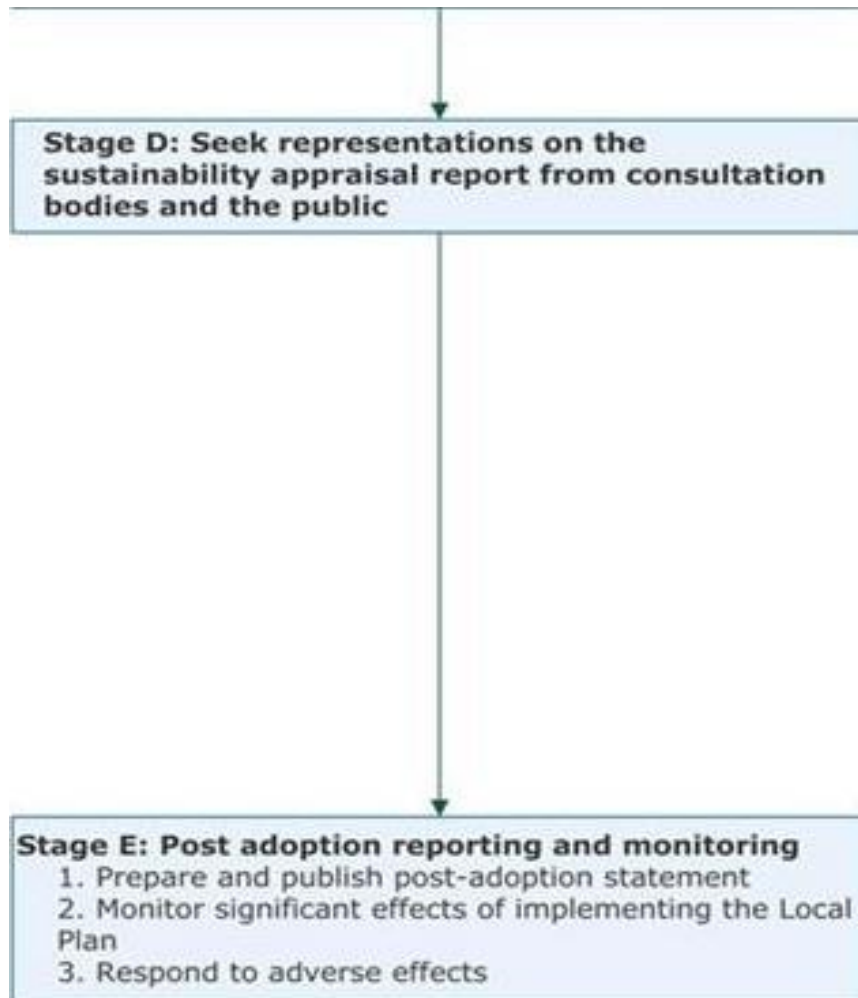 Stage D: Seek representations on the
sustainability appraisal report from consultation
bodies and the public
Stage E: Post adoption reporting and monitoring
1. Prepare and publish post-adoption statement
2. Monitor significant effects of implementing the Local
Plan
3. Respond to adverse effects